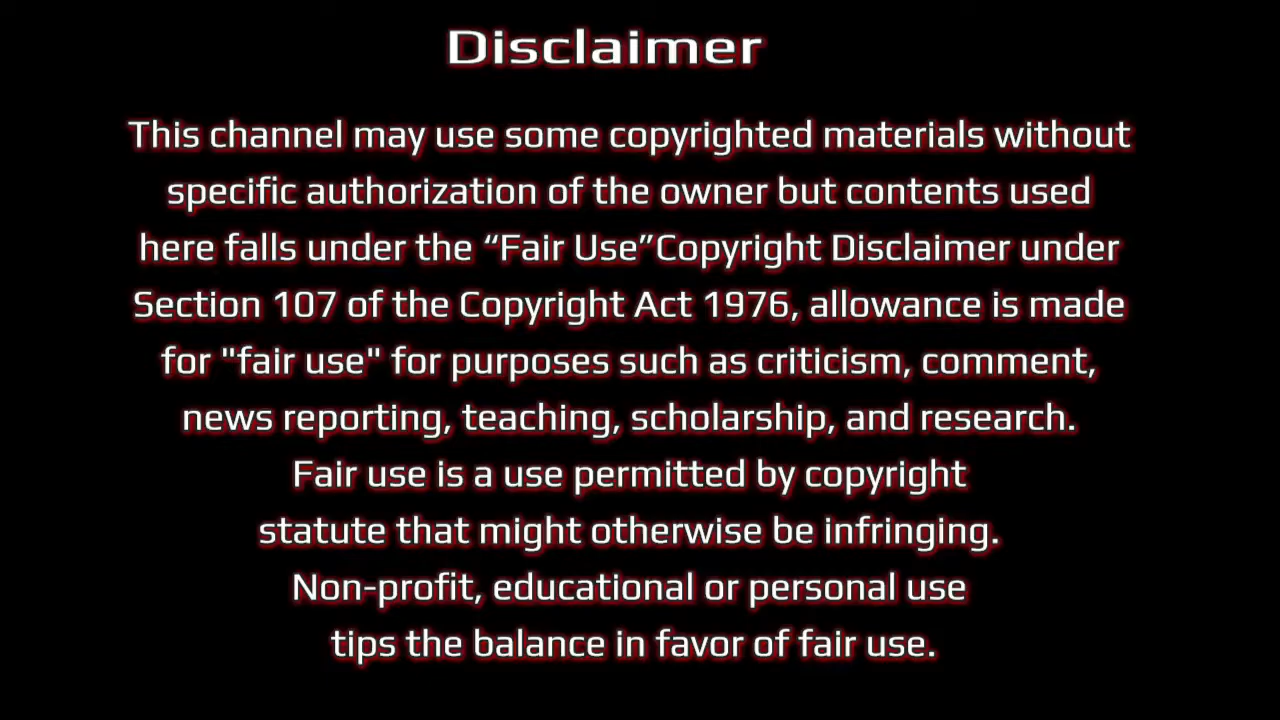 Disclaimer
This channel may use some copyrighted materials without
specific authorization of the owner but contents used
here falls under the “Fair Use”Copyright Disclaimer under
Section 107 of the Copyright Act 1976, allowance is made
for "fair use" for purposes such as criticism, comment,
news reporting, teaching, scholarship, and research.
Fair use is a use permitted by copyright
statute that might otherwise be infringing.
Non-profit, educational or personal use
tips the balance in favor of fair use.